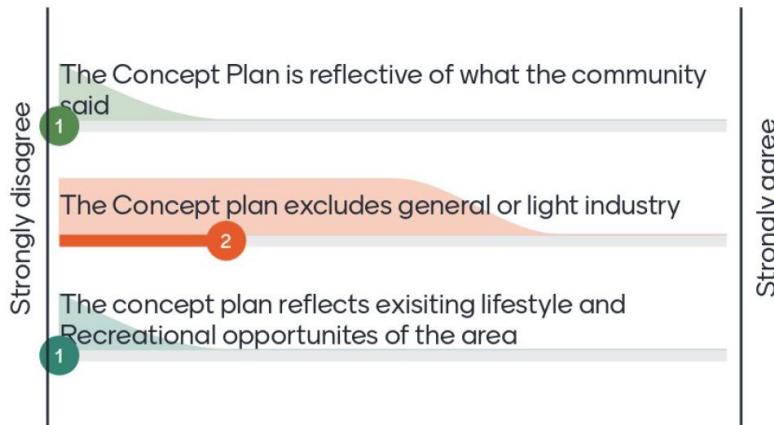 The Concept Plan is reflective of what the community
said
1
The Concept plan excludes general or light industry
2
The concept plan reflects exisiting lifestyle and
Recreational opportunites of the area
1
Strongly disagree
Strongly agree